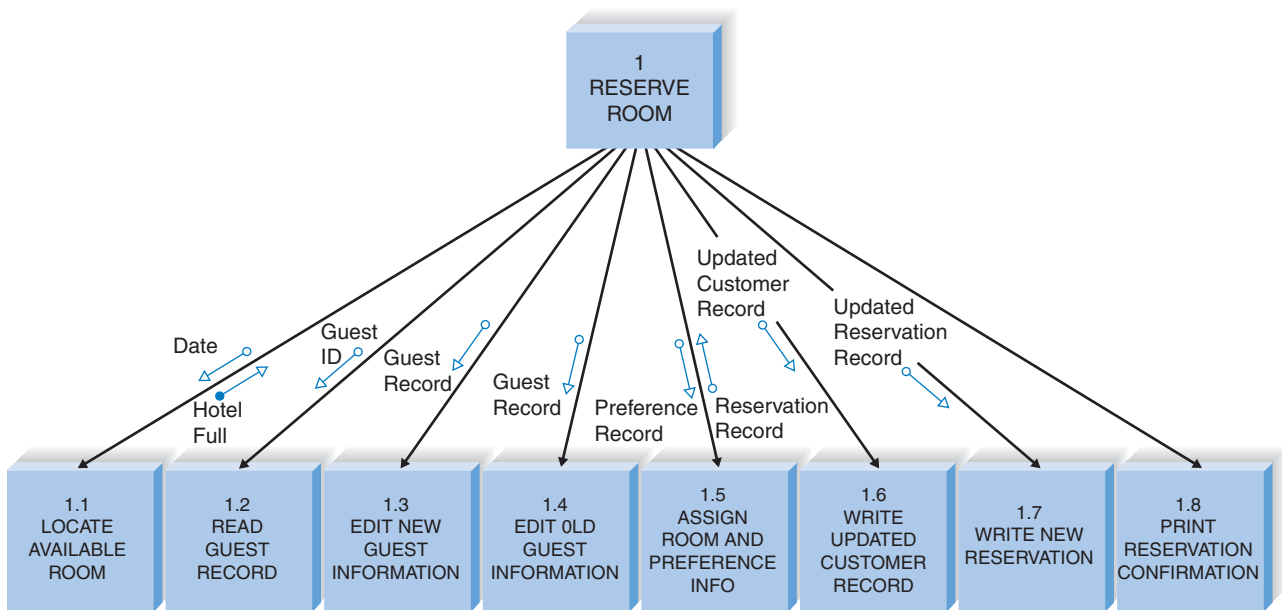 1
RESERVE
ROOM
Updated
Customer
Record
Updated
Reservation
Record
Date
Guest
ID
Guest
Record
Guest
Record
Hotel
Full
Preference
Record
Reservation
Record
1.1
LOCATE
AVAILABLE
ROOM
1.2
READ
GUEST
RECORD
1.3
EDIT NEW
GUEST
INFORMATION
1.4
EDIT 0LD
GUEST
INFORMATION
1.5
ASSIGN
ROOM AND
PREFERENCE
INFO
1.6
WRITE
UPDATED
CUSTOMER
RECORD
1.7
WRITE NEW
RESERVATION
1.8
PRINT
RESERVATION
CONFIRMATION